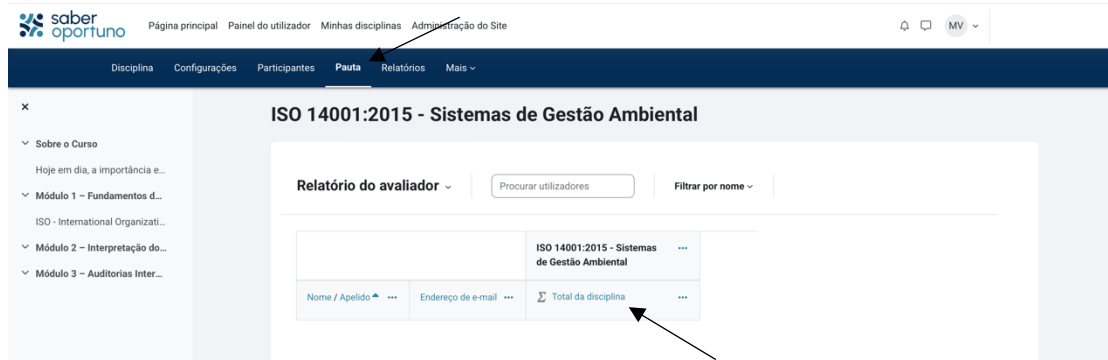 saber
oportuno
Página principal Painel do utilizador Minhas disciplinas Administração do Site
MV
Disciplina Configurações Participantes Pauta Relatórios Mais
ISO 14001:2015 - Sistemas de Gestão Ambiental
Sobre o Curso
Hoje em dia, a importância e...
Módulo 1 – Fundamentos d...
ISO - International Organizati...
Módulo 2 – Interpretação do...
Módulo 3 – Auditorias Inter...
Relatório do avaliador
Procurar utilizadores
Filtrar por nome
ISO 14001:2015 - Sistemas
de Gestão Ambiental
Nome / Apelido
Endereço de e-mail
∑ Total da disciplina